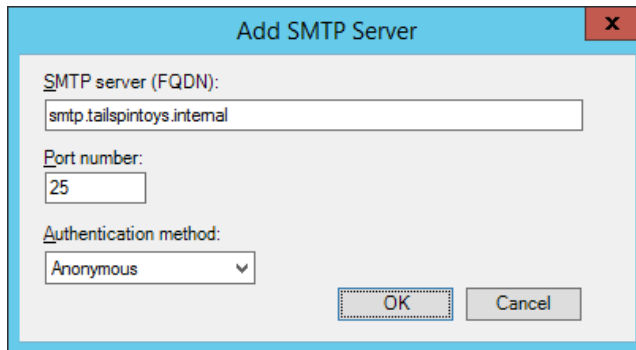 Add SMTP Server
x
SMTP server (FQDN):
smtp.tailspintoys.internal
Port number:
25
Authentication method:
Anonymous
OK Cancel